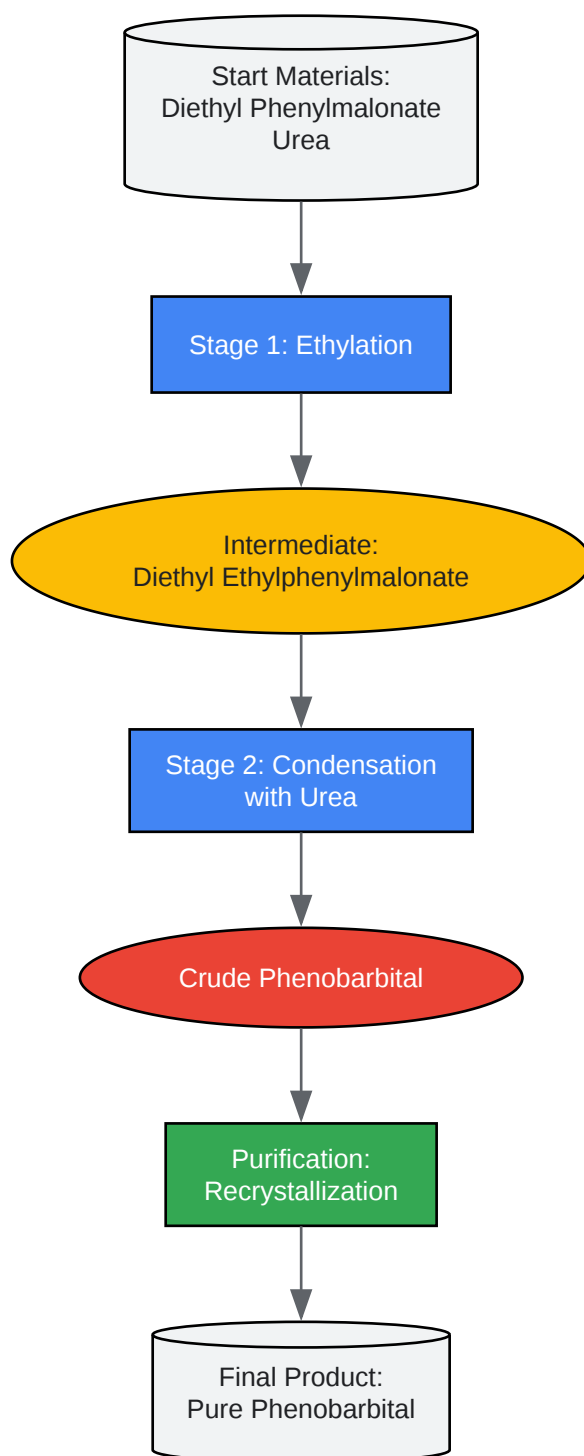 Start Materials:
Diethyl Phenylmalonate
Urea
Stage 1: Ethylation
Intermediate:
Diethyl Ethylphenylmalonate
Stage 2: Condensation
with Urea
Crude Phenobarbital
Purification:
Recrystallization
Final Product:
Pure Phenobarbital